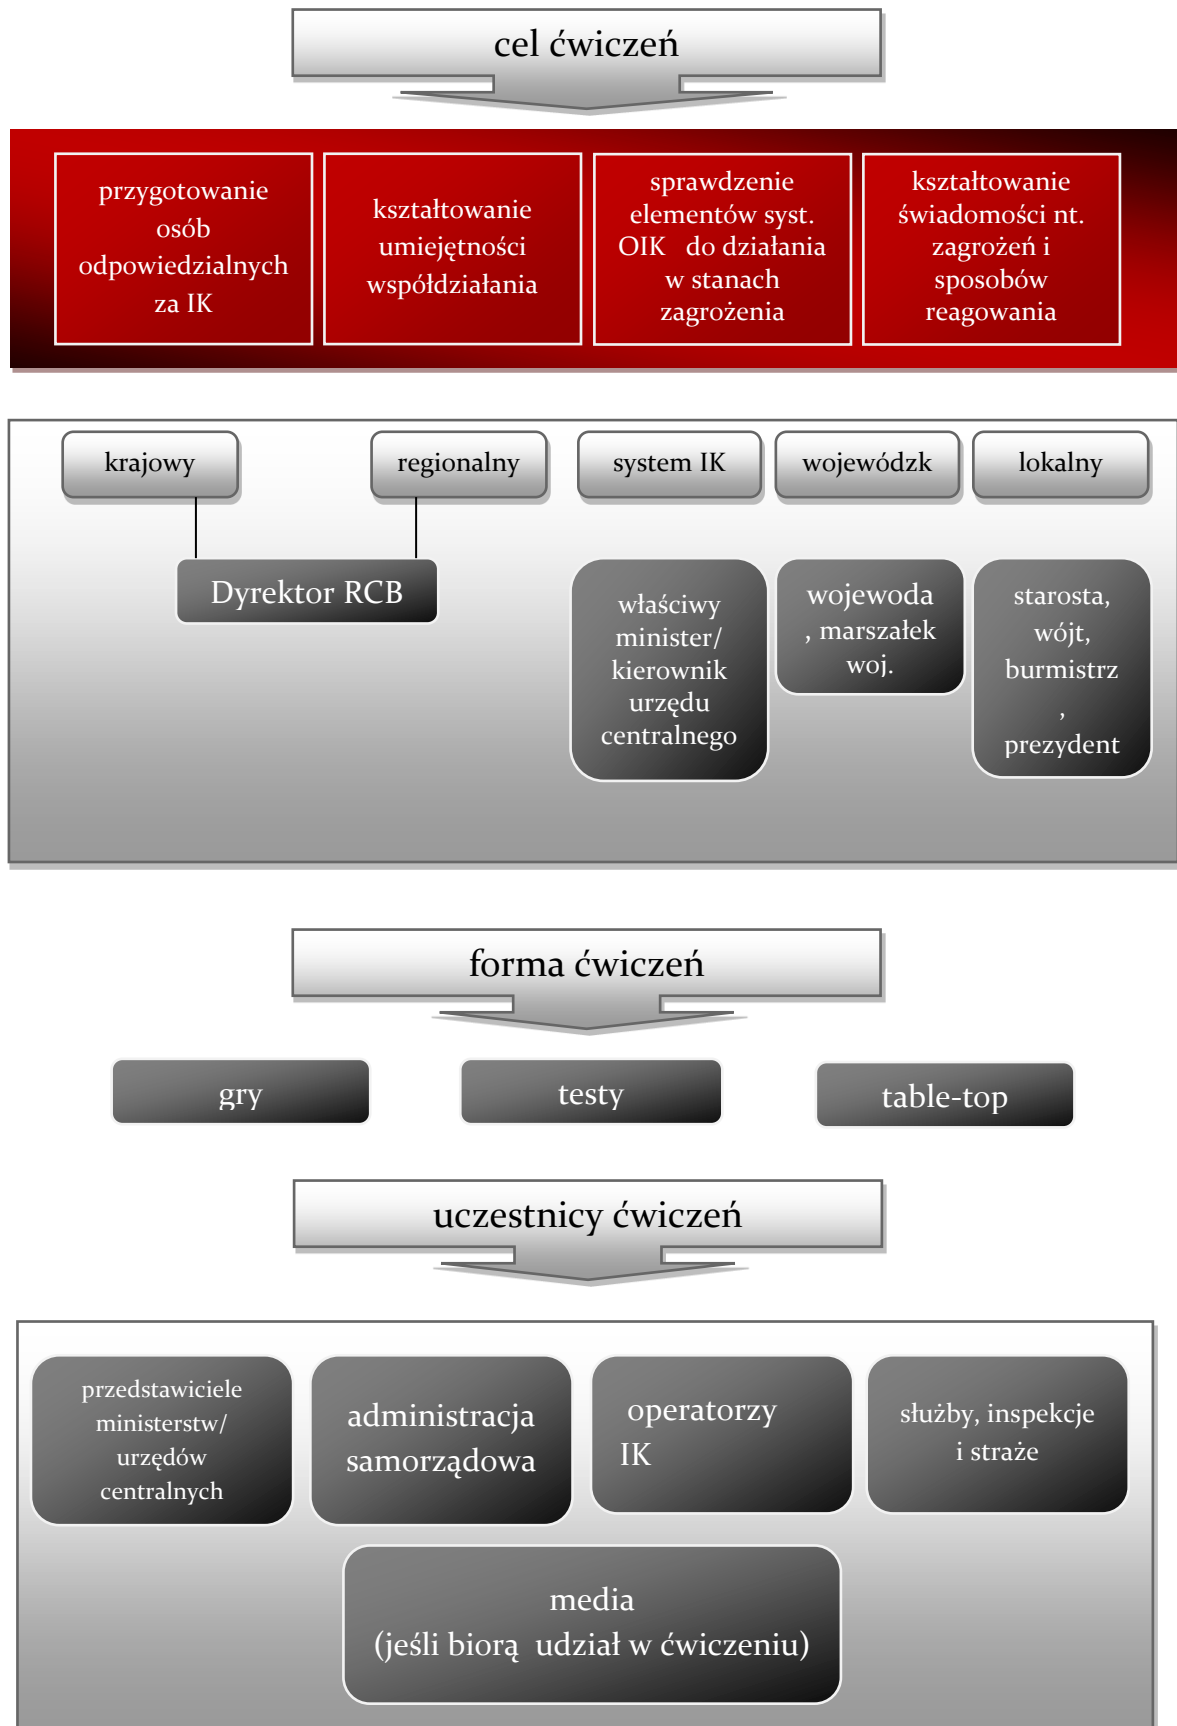 cel ćwiczeń
przygotowanie
osób
odpowiedzialnych
za IK
kształtowanie
umiejętności
współdziałania
sprawdzenie
elementów syst.
OIK do działania
w stanach
zagrożenia
kształtowanie
świadomości nt.
zagrożeń i
sposobów
reagowania
krajowy
regionalny
system IK
wojewódzk
lokalny
Dyrektor RCB
właściwy
minister/
kierownik
urzędu
centralnego
wojewoda
, marszałek
woj.
starosta,
wójt,
burmistrz
,
prezydent
forma ćwiczeń
gry
testy
table-top
uczestnicy ćwiczeń
przedstawiciele
ministerstw/
urzędów
centralnych
administracja
samorządowa
operatorzy
IK
służby, inspekcje
i straże
media
(jeśli biorą udział w ćwiczeniu)